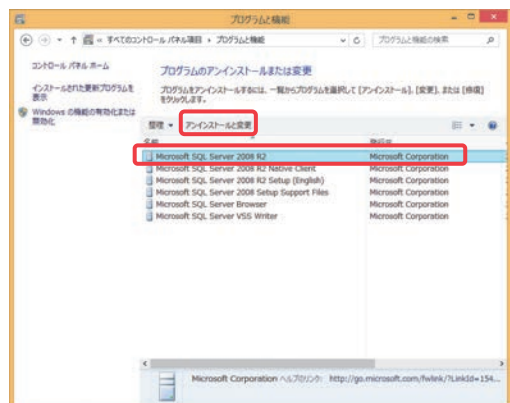 プログラムと機能
« すべてのコントロール パネル項目 › プログラムと機能
プログラムと機能の検索
コントロール パネル ホーム
インストールされた更新プログラムを
表示
Windows の機能の有効化または
無効化
プログラムのアンインストールまたは変更
プログラムをアンインストールするには、一覧からプログラムを選択して [アンインストール]、[変更]、または [修復]
をクリックします。
整理 アンインストールと変更
名前 発行元
Microsoft SQL Server 2008 R2 Microsoft Corporation
Microsoft SQL Server 2008 R2 Native Client Microsoft Corporation
Microsoft SQL Server 2008 R2 Setup (English) Microsoft Corporation
Microsoft SQL Server 2008 Setup Support Files Microsoft Corporation
Microsoft SQL Server Browser Microsoft Corporation
Microsoft SQL Server VSS Writer Microsoft Corporation
Microsoft Corporation ヘルプのリンク: http://go.microsoft.com/fwlink/?LinkId=154...